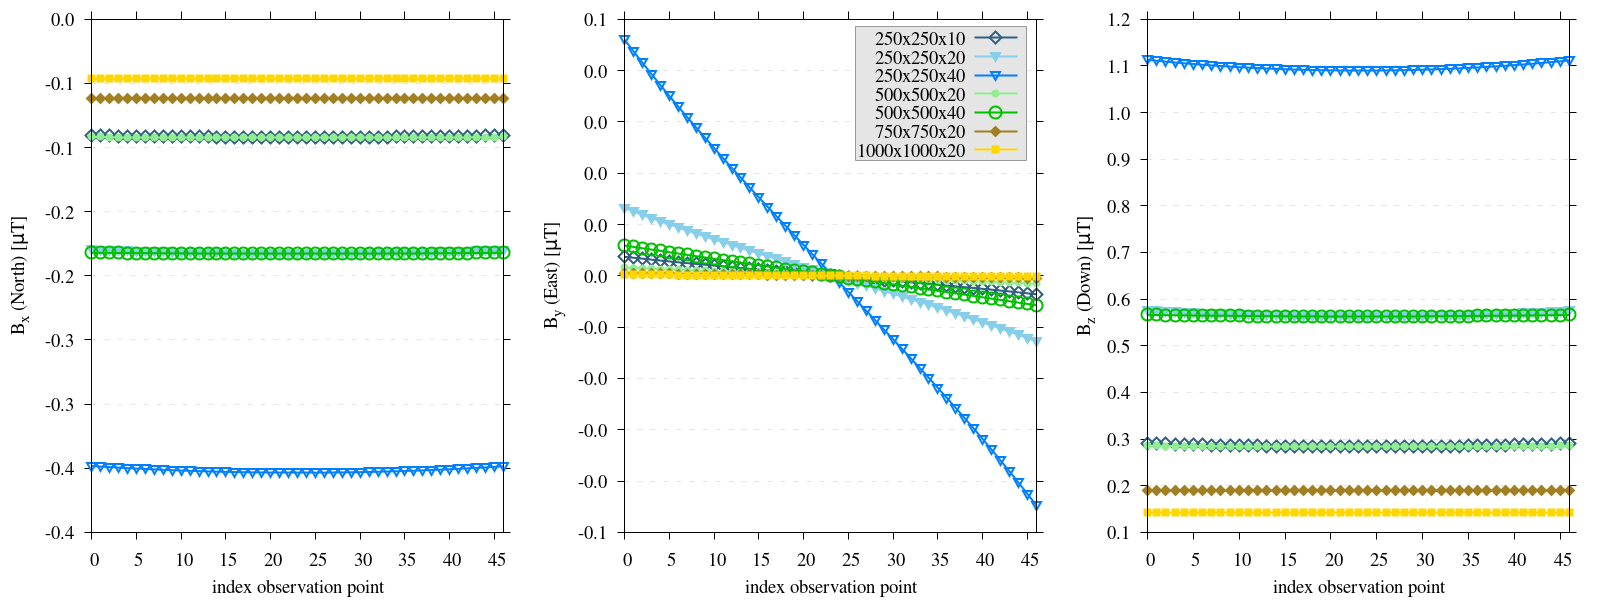 0.0
-0.1
-0.1
-0.2
-0.2
-0.3
-0.3
-0.4
-0.4
B_x (North) [µT]
0 5 10 15 20 25 30 35 40 45
index observation point
0.1
0.0
0.0
0.0
0.0
0.0
-0.0
-0.0
-0.0
-0.0
-0.1
B_y (East) [µT]
250x250x10
250x250x20
250x250x40
500x500x20
500x500x40
750x750x20
1000x1000x20
0 5 10 15 20 25 30 35 40 45
index observation point
1.2
1.1
1.0
0.9
0.8
0.7
0.6
0.5
0.4
0.3
0.2
0.1
B_z (Down) [µT]
0 5 10 15 20 25 30 35 40 45
index observation point